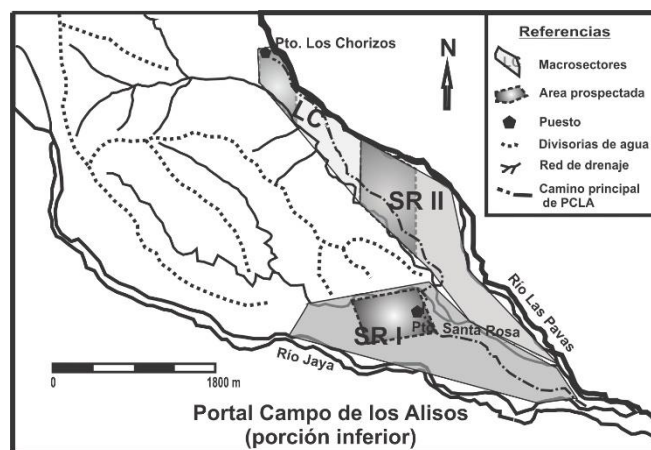 Pto. Los Chorizos
N
LC
SR II
SR I
Pto. Santa Rosa
Río Las Pavas
Río Jaya
0
1800 m
Portal Campo de los Alisos
(porción inferior)
Referencias
LC
Macrosectores
Area prospectada
Puesto
Divisorias de agua
Red de drenaje
Camino principal
de PCLA